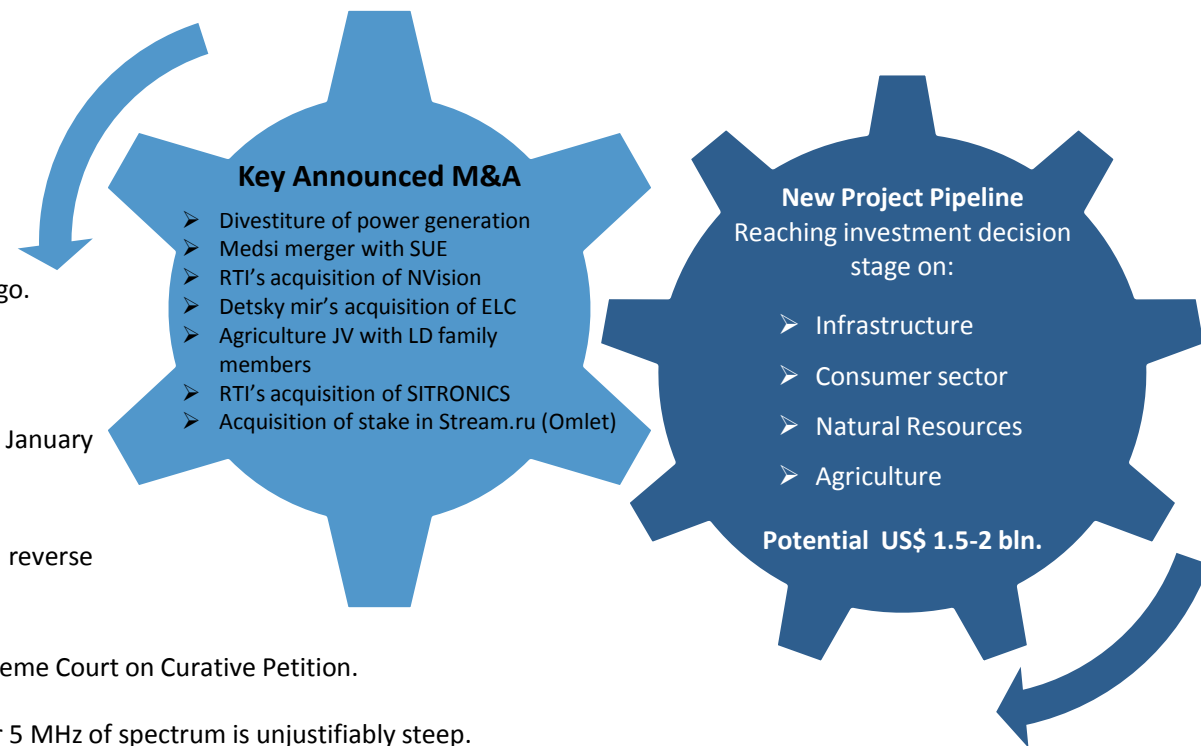 Key Announced M&A
➢ Divestiture of power generation
➢ Medsi merger with SUE
➢ RTI’s acquisition of NVision
➢ Detsky mir’s acquisition of ELC
➢ Agriculture JV with LD family
members
➢ RTI’s acquisition of SITRONICS
➢ Acquisition of stake in Stream.ru (Omlet)
New Project Pipeline
Reaching investment decision
stage on:
➢ Infrastructure
➢ Consumer sector
➢ Natural Resources
➢ Agriculture
Potential US$ 1.5-2 bln.
go.
January
reverse
eme Court on Curative Petition.
r 5 MHz of spectrum is unjustifiably steep.